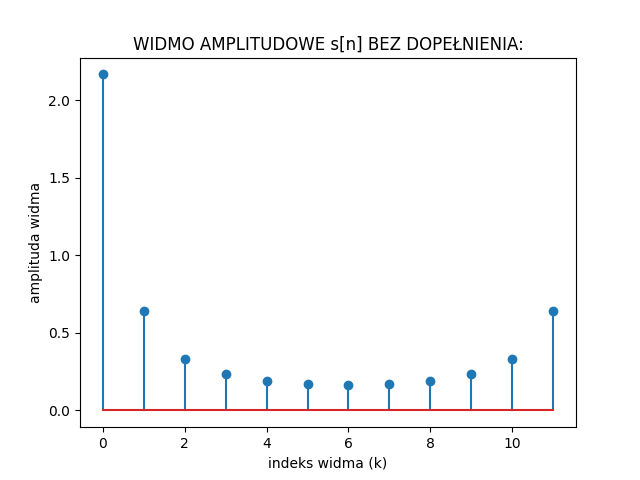 WIDMO AMPLITUDOWE s[n] BEZ DOPEŁNIENIA:
2.0
1.5
1.0
0.5
0.0
amplituda widma
0 2 4 6 8 10
indeks widma (k)